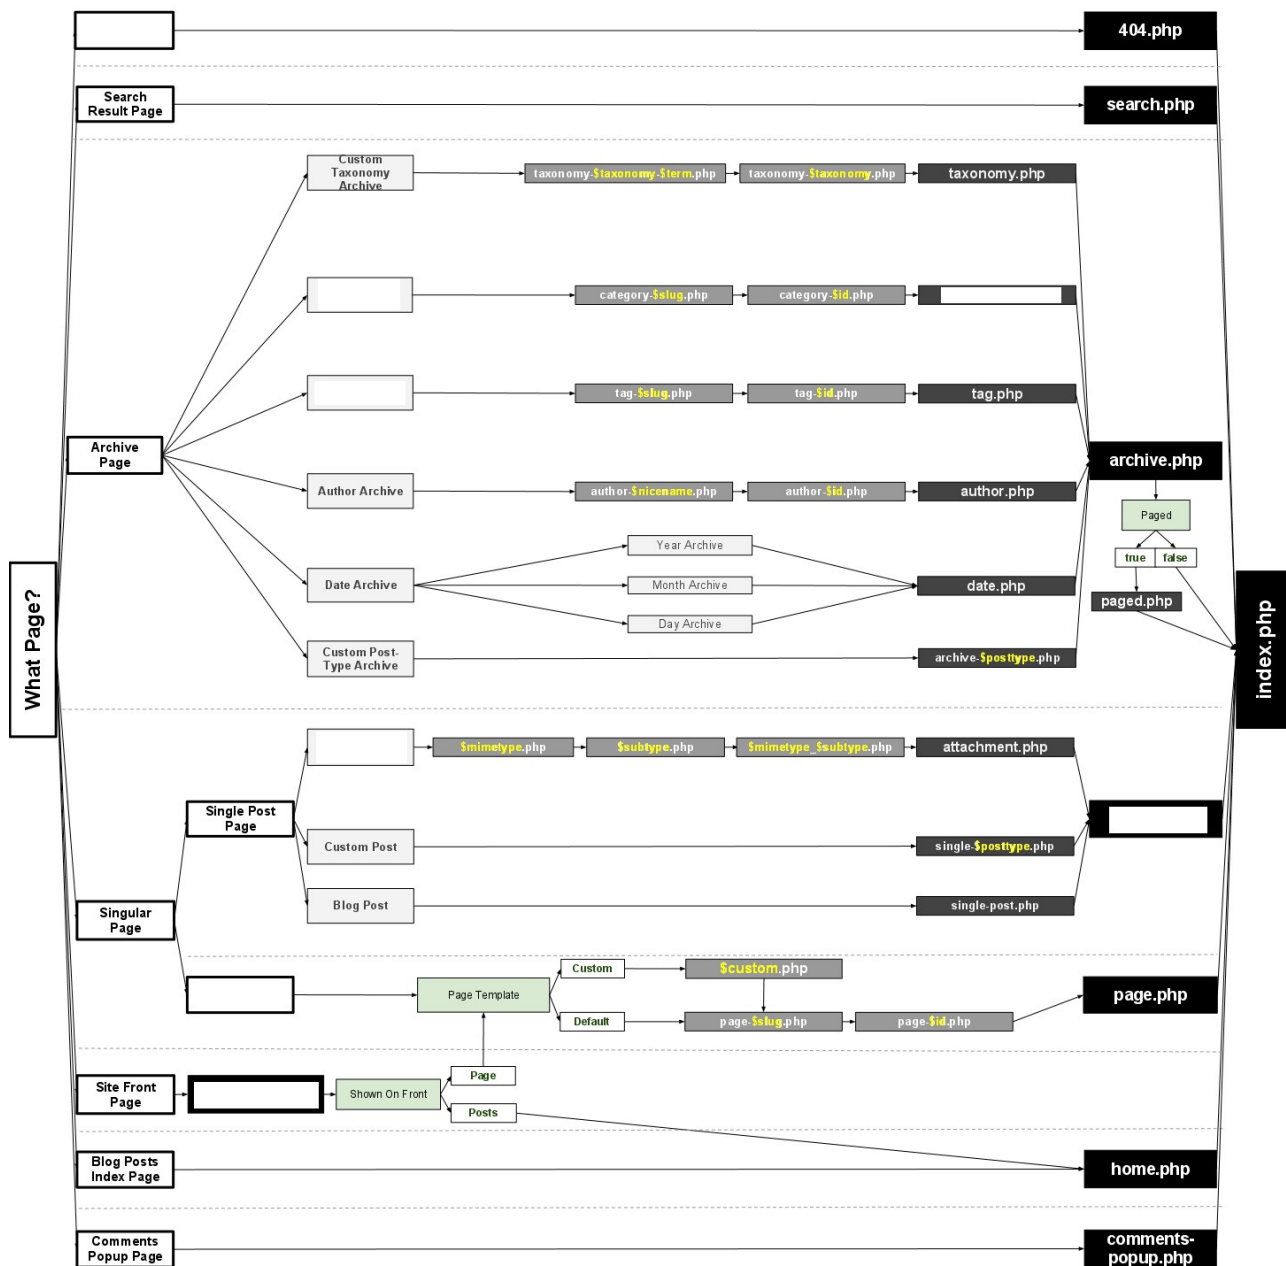 404.php
Search
Result Page
search.php
Custom
Taxonomy
Archive
taxonomy-$taxonomy-$term.php
taxonomy-$taxonomy.php
taxonomy.php
category-$slug.php
category-$id.php
tag-$slug.php
tag-$id.php
tag.php
Archive
Page
archive.php
Author Archive
author-$nicename.php
author-$id.php
author.php
Paged
true
false
paged.php
Date Archive
Year Archive
Month Archive
Day Archive
date.php
Custom Post-
Type Archive
archive-$posttype.php
What Page?
index.php
$mimetype.php
$subtype.php
$mimetype_$subtype.php
attachment.php
Single Post
Page
Custom Post
single-$posttype.php
Blog Post
single-post.php
Singular
Page
Page Template
Custom
$custom.php
Default
page-$slug.php
page-$id.php
page.php
Site Front
Page
Shown On Front
Page
Posts
Blog Posts
Index Page
home.php
Comments
Popup Page
comments-
popup.php